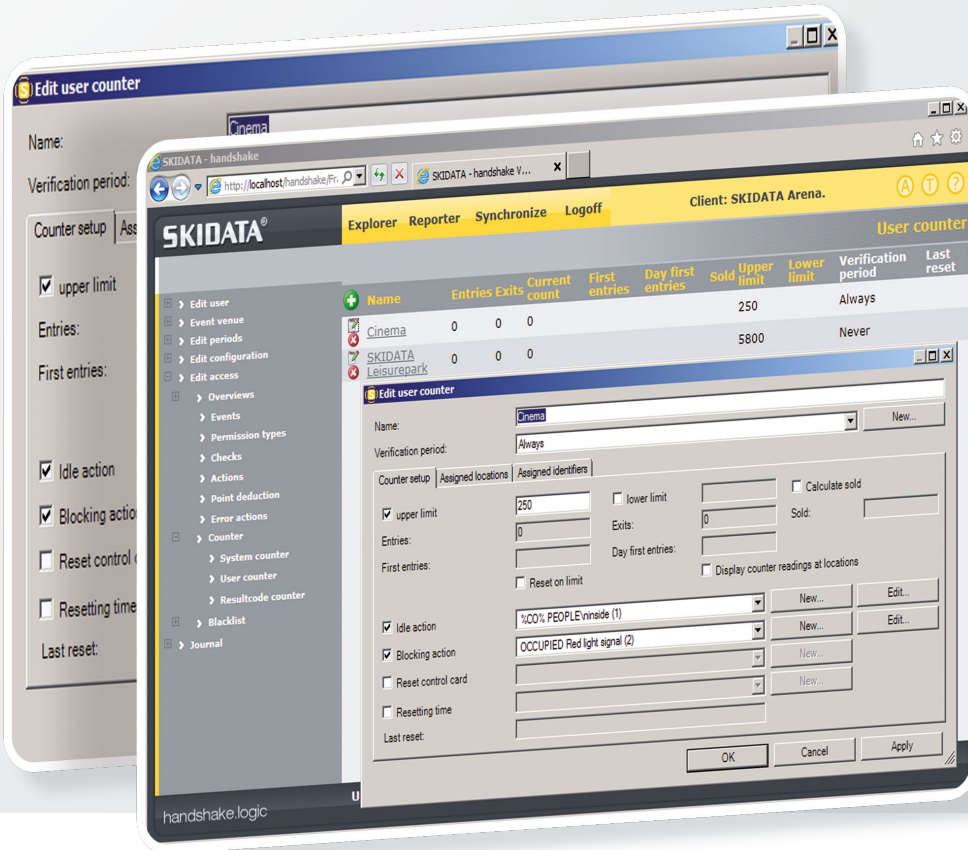 Edit user counter
Name:
Cinema
Verification period:
Counter setup
upper limit
Entries:
First entries:
Idle action
Blocking
Reset control
Resetting time
Last reset:
SKIDATA - handshake
http://localhost/handshake/Fr
SKIDATA - handshake V...
SKIDATA®
Explorer Reporter Synchronize Logoff
Client: SKIDATA Arena.
A T ?
User counter
Edit user
Event venue
Edit periods
Edit configuration
Edit access
Overviews
Events
Permission types
Checks
Actions
Point deduction
Error actions
Counter
System counter
User counter
Resultcode counter
Blacklist
Journal
Name Entries Exits Current count First entries Day first entries Sold Upper limit Lower limit Verification period Last reset
Cinema 0 0 0 250 Always
SKIDATA Leisurepark 0 0 0 5800 Never
Edit user counter
Name: Cinema
Verification period: Always New...
Counter setup Assigned locations Assigned identifiers
upper limit 250 lower limit Calculate sold
Entries: 0 Exits: 0 Sold:
First entries: Day first entries:
Reset on limit Display counter readings at locations
Idle action %CO% PEOPLE\ninside (1) New... Edit...
Blocking action OCCUPIED Red light signal (2) New... Edit...
Reset control card New...
Resetting time New...
Last reset:
OK Cancel Apply
handshake.logic